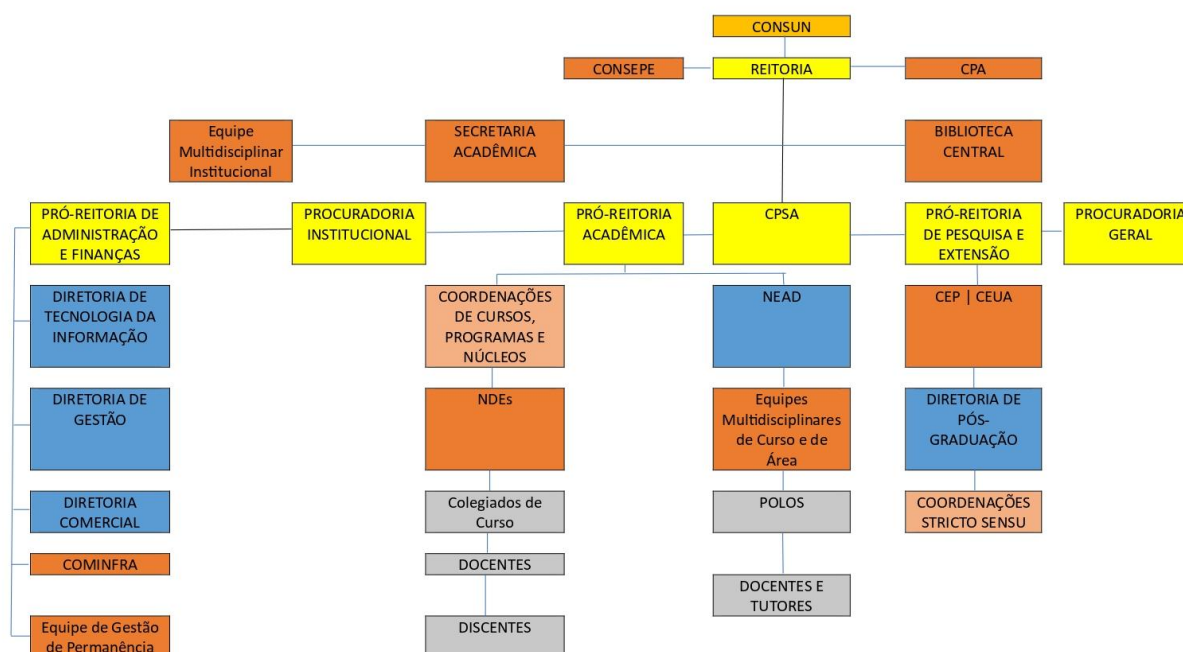 CONSUN
CONSEPE
REITORIA
CPA
Equipe
Multidisciplinar
Institucional
SECRETARIA
ACADÊMICA
BIBLIOTECA
CENTRAL
PRÓ-REITORIA DE
ADMINISTRAÇÃO
E FINANÇAS
PROCURADORIA
INSTITUCIONAL
PRÓ-REITORIA
ACADÊMICA
CPSA
PRÓ-REITORIA
DE PESQUISA E
EXTENSÃO
PROCURADORIA
GERAL
DIRETORIA DE
TECNOLOGIA DA
INFORMAÇÃO
COORDENAÇÕES
DE CURSOS,
PROGRAMAS E
NÚCLEOS
NEAD
CEP | CEUA
DIRETORIA DE
GESTÃO
NDEs
Equipes
Multidisciplinares
de Curso e de
Área
DIRETORIA DE
PÓS-
GRADUAÇÃO
DIRETORIA
COMERCIAL
Colegiados de
Curso
POLOS
COORDENAÇÕES
STRICTO SENSU
COMINFRA
DOCENTES
DOCENTES E
TUTORES
Equipe de Gestão
de Permanência
DISCENTES